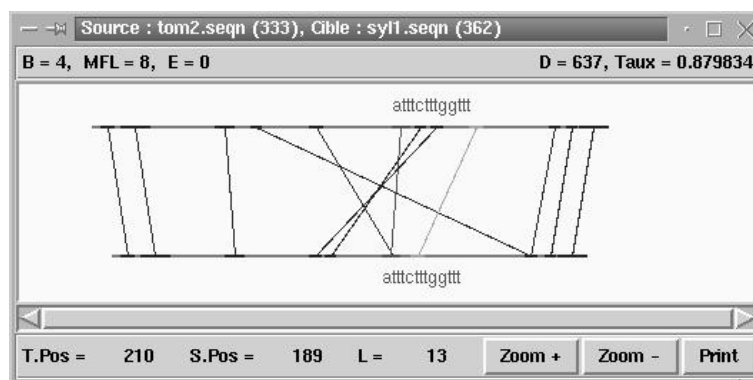 Source : tom2.seqn (333), Cible : syl1.seqn (362)
B = 4, MFL = 8, E = 0 D = 637, Taux = 0.879834
atttctttggttt
atttctttggttt
T.Pos = 210 S.Pos = 189 L = 13 Zoom + Zoom - Print